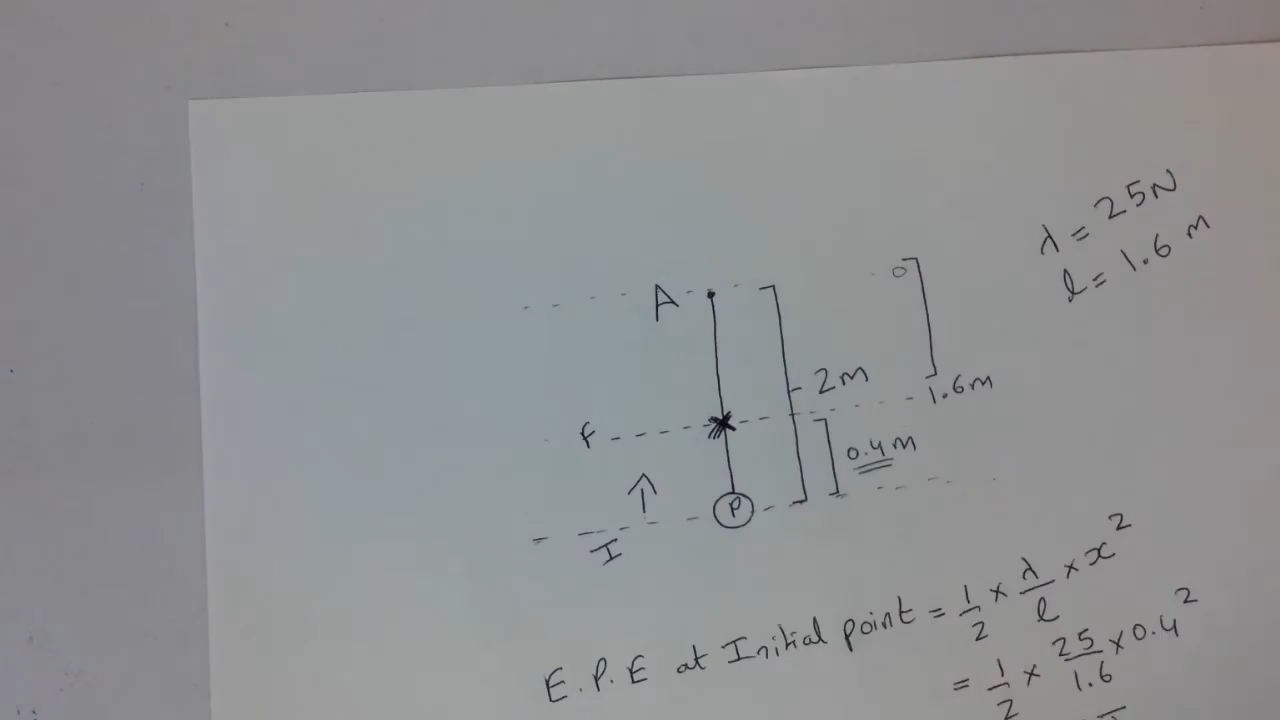 λ = 25N
l = 1.6 m
A
0
2m
1.6m
F
0.4m
P
I
E.P.E at Initial point = 1/2 × λ/l × x²
= 1/2 × 25/1.6 × 0.4²